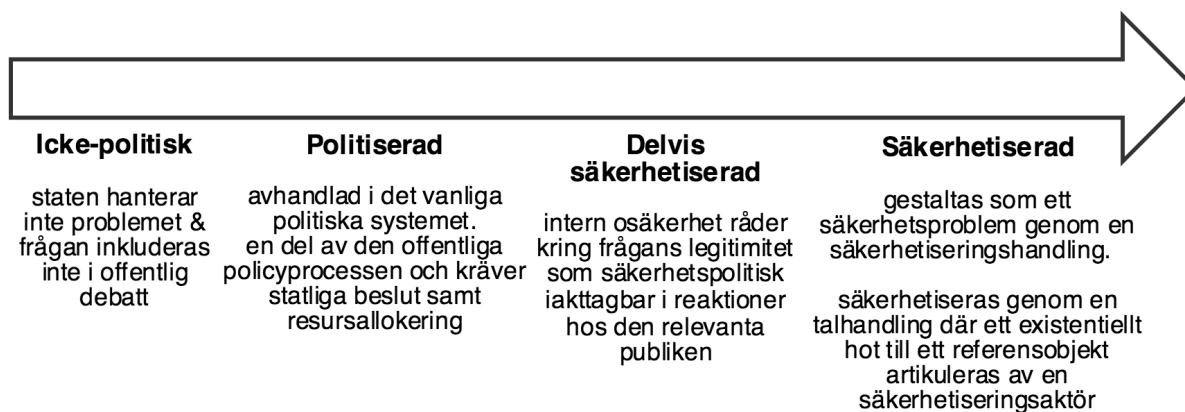 Icke-politisk
staten hanterar
inte problemet &
frågan inkluderas
inte i offentlig
debatt
Politiserad
avhandlad i det vanliga
politiska systemet.
en del av den offentliga
policyprocessen och kräver
statliga beslut samt
resursallokering
Delvis
säkerhetiserad
intern osäkerhet råder
kring frågans legitimitet
som säkerhetspolitisk
iakttagbar i reaktioner
hos den relevanta
publiken
Säkerhetiserad
gestaltas som ett
säkerhetsproblem genom en
säkerhetiseringshandling.
säkerhetiseras genom en
talhandling där ett existentiellt
hot till ett referensobjekt
artikuleras av en
säkerhetiseringsaktör